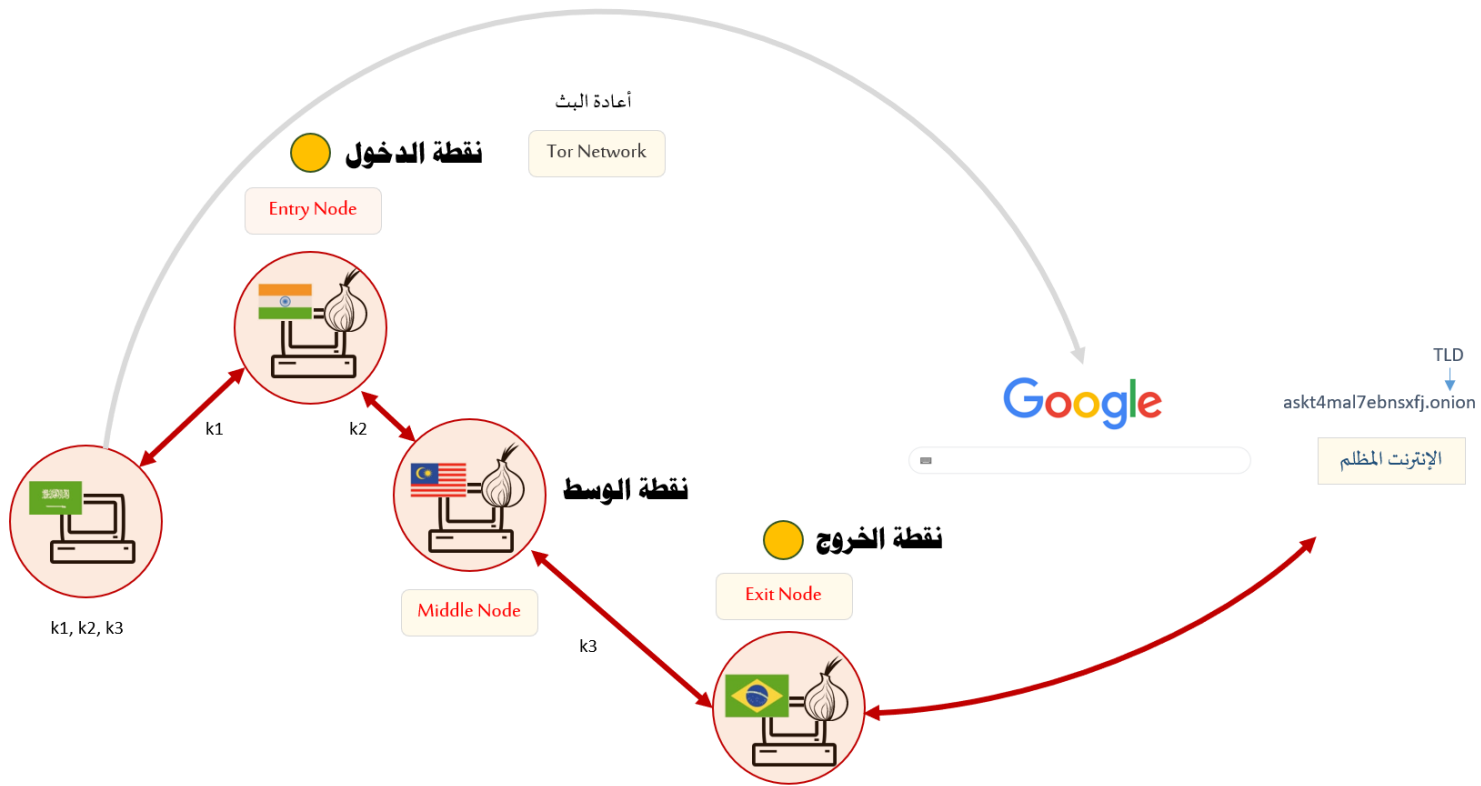 أعادة البث
Tor Network
نقطة الدخول
Entry Node
k1
k2
k1, k2, k3
نقطة الوسط
Middle Node
k3
نقطة الخروج
Exit Node
Google
TLD
askt4mal7ebnsxfj.onion
الإنترنت المظلم